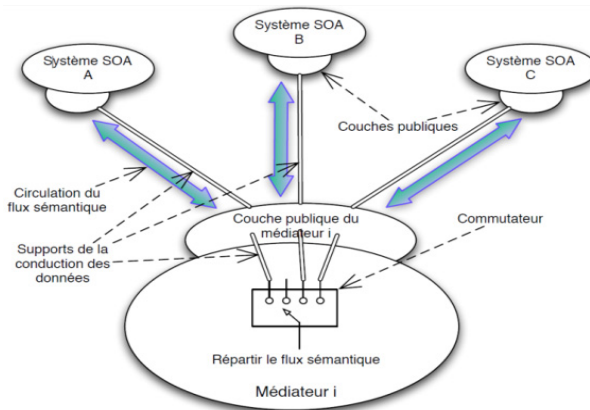 Système SOA
B
Système SOA
A
Système SOA
C
Couches publiques
Circulation du
flux sémantique
Couche publique du
médiateur i
Commutateur
Supports de la
conduction des
données
Répartir le flux sémantique
Médiateur i